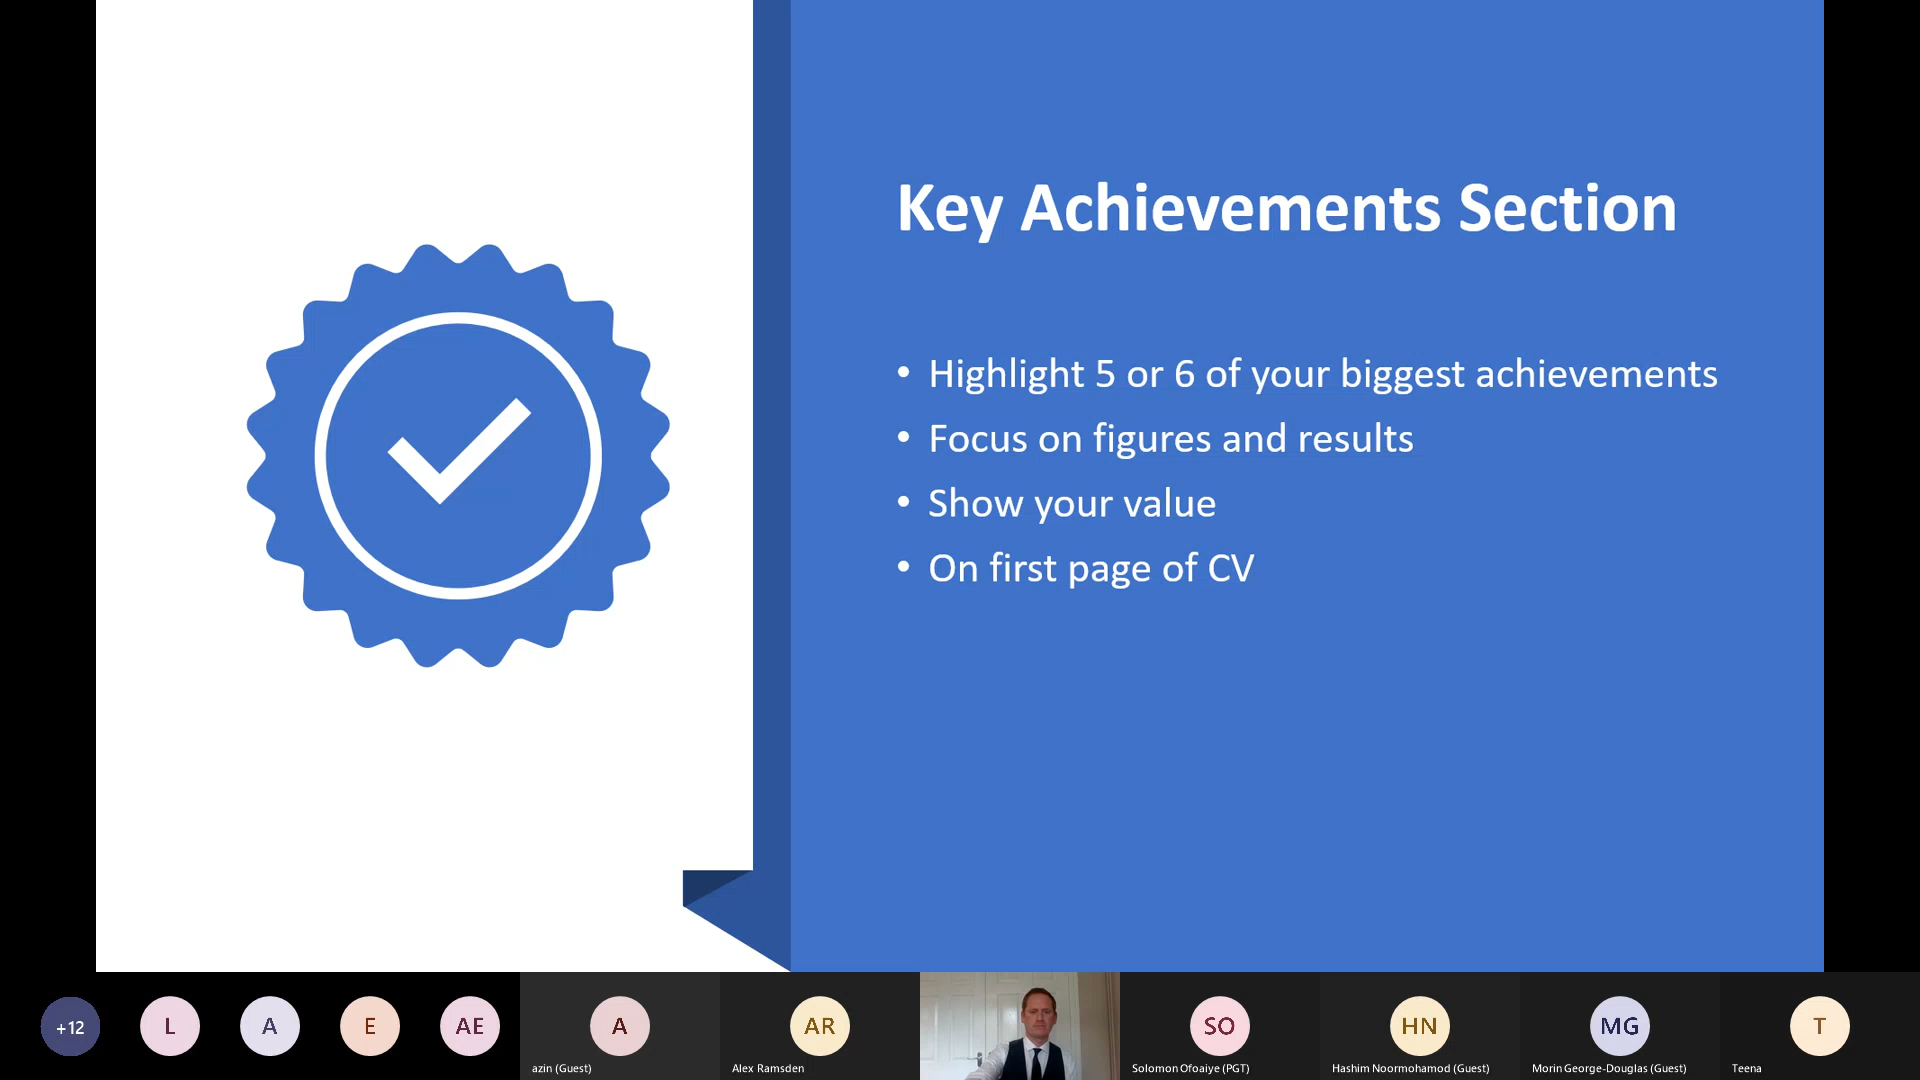 Key Achievements Section
• Highlight 5 or 6 of your biggest achievements
• Focus on figures and results
• Show your value
• On first page of CV
+12
L
A
E
AE
A
AR
SO
HN
MG
T
azin (Guest)
Alex Ramsden
Solomon Ofoaiye (PGT)
Hashim Noormohamod (Guest)
Morin George-Douglas (Guest)
Teena